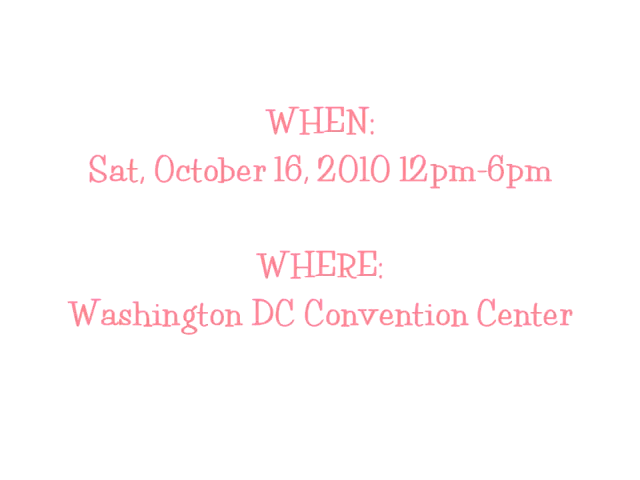 WHEN:
Sat, October 16, 2010 12pm-6pm
WHERE:
Washington DC Convention Center